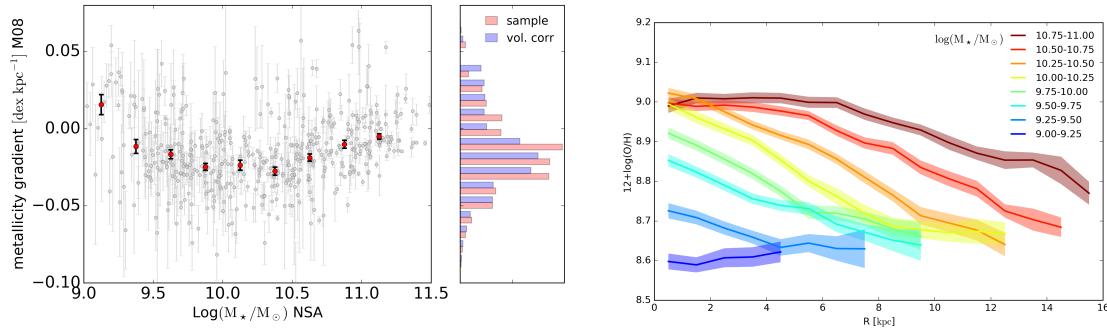 metallicity gradient [dex kpc⁻¹] M08
0.05
0.00
−0.05
−0.10
9.0 9.5 10.0 10.5 11.0 11.5
Log(M⋆/M⊙) NSA
sample
vol. corr
12+log(O/H)
9.2
9.1
9.0
8.9
8.8
8.7
8.6
8.5
0 2 4 6 8 10 12 14 16
R [kpc]
log(M⋆/M⊙)
10.75-11.00
10.50-10.75
10.25-10.50
10.00-10.25
9.75-10.00
9.50-9.75
9.25-9.50
9.00-9.25